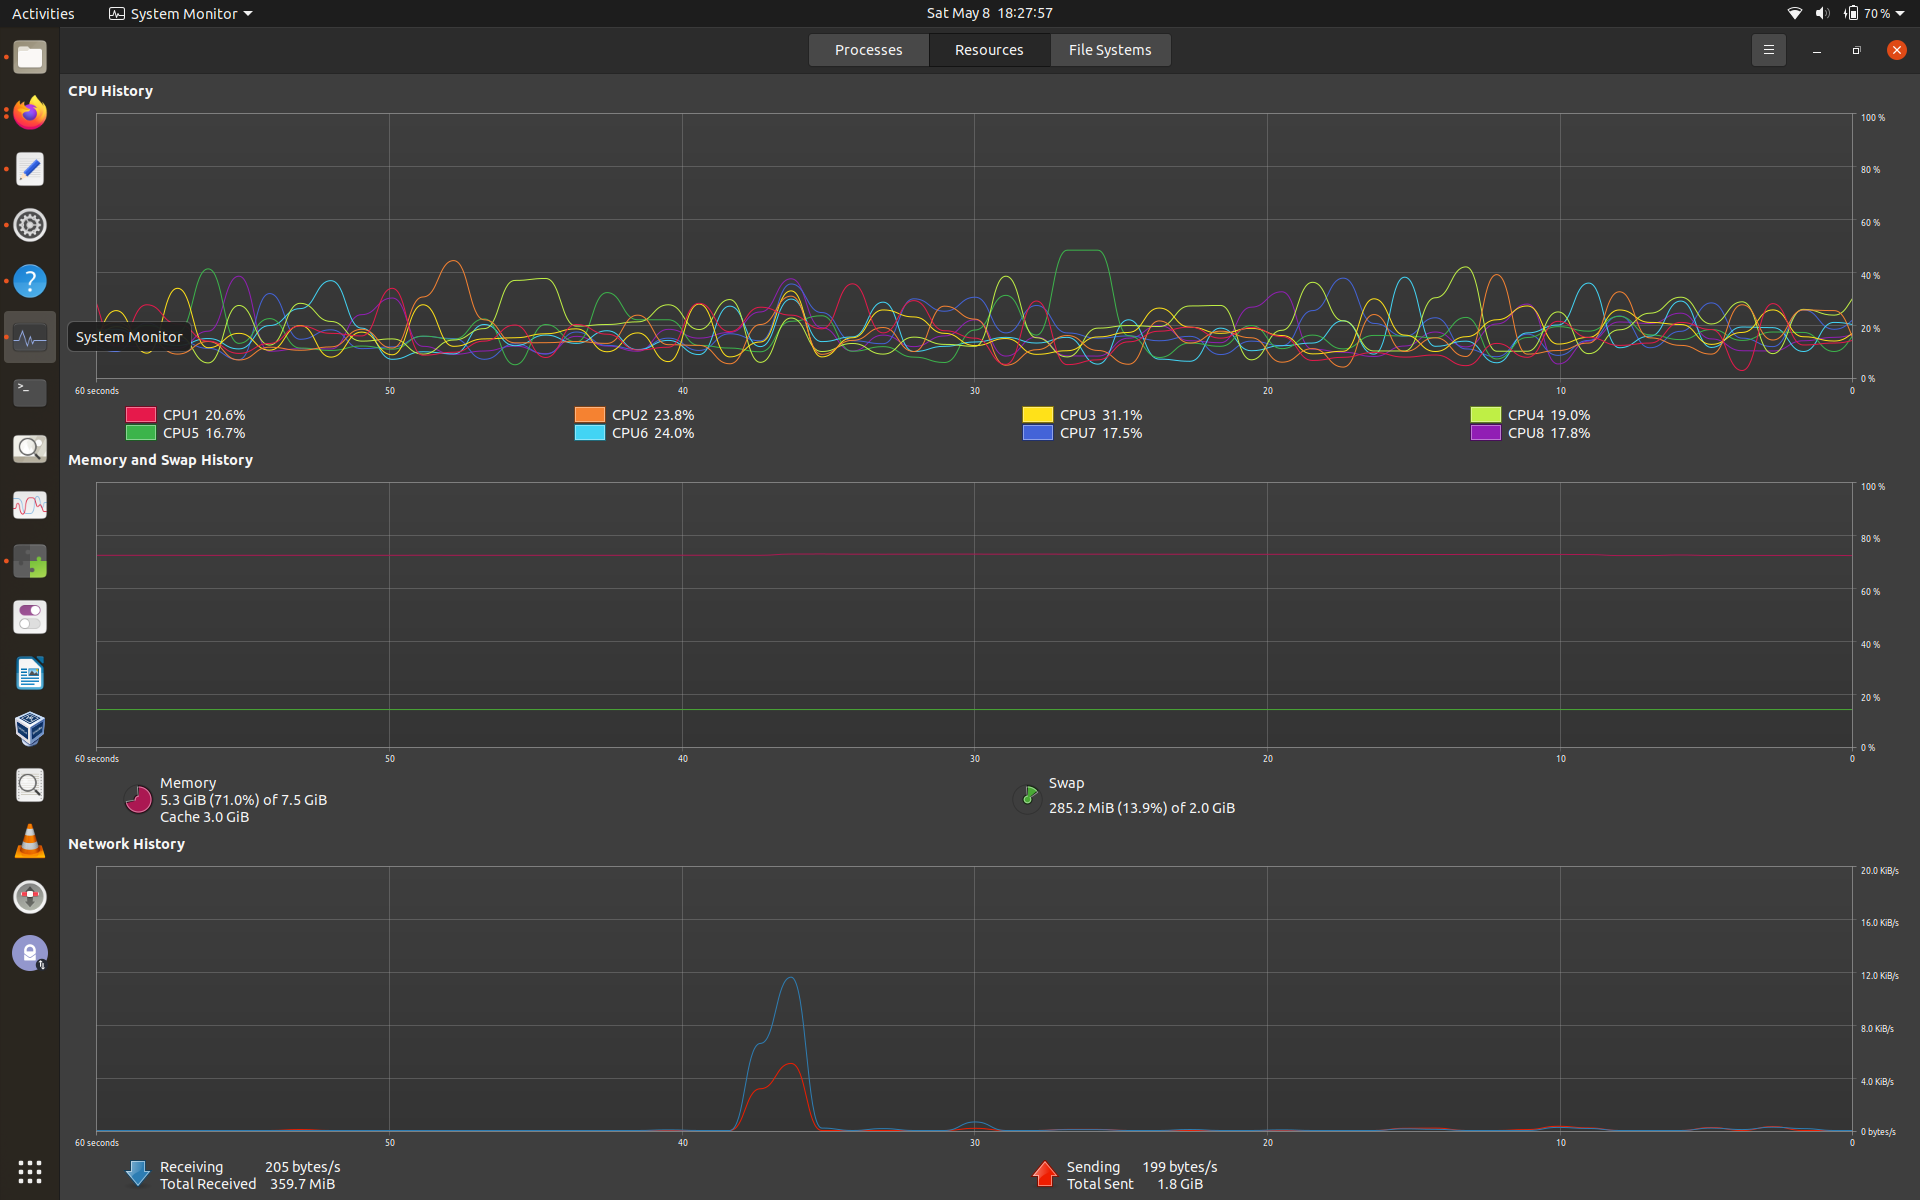 Activities System Monitor Sat May 8 18:27:57 70 %
Processes Resources File Systems
CPU History
100 %
80 %
60 %
40 %
20 %
0 %
System Monitor
60 seconds 50 40 30 20 10 0
CPU1 20.6% CPU2 23.8% CPU3 31.1% CPU4 19.0%
CPU5 16.7% CPU6 24.0% CPU7 17.5% CPU8 17.8%
Memory and Swap History
100 %
80 %
60 %
40 %
20 %
0 %
60 seconds 50 40 30 20 10 0
Memory
5.3 GiB (71.0%) of 7.5 GiB
Cache 3.0 GiB
Swap
285.2 MiB (13.9%) of 2.0 GiB
Network History
20.0 KiB/s
16.0 KiB/s
12.0 KiB/s
8.0 KiB/s
4.0 KiB/s
0 bytes/s
60 seconds 50 40 30 20 10 0
Receiving 205 bytes/s
Total Received 359.7 MiB
Sending 199 bytes/s
Total Sent 1.8 GiB